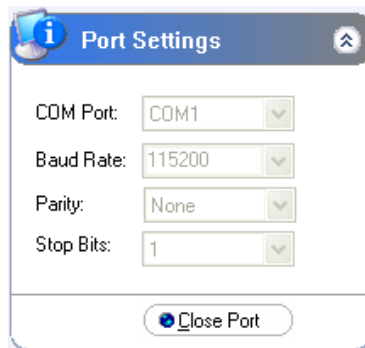 Port Settings
COM Port: COM1
Baud Rate: 115200
Parity: None
Stop Bits: 1
Close Port